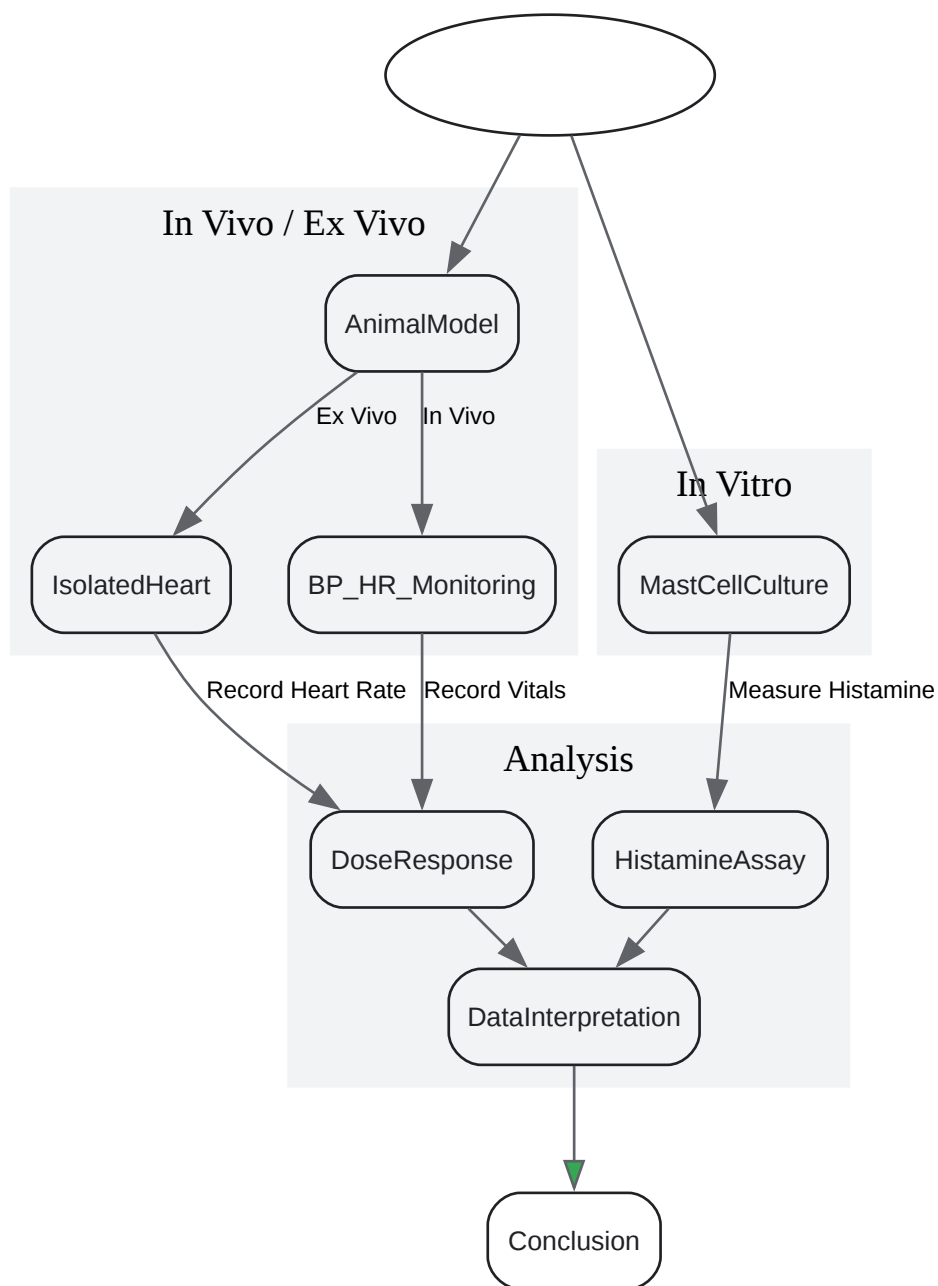 In Vivo / Ex Vivo
AnimalModel
Ex Vivo
In Vivo
In Vitro
IsolatedHeart
BP_HR_Monitoring
MastCellCulture
Record Heart Rate
Record Vitals
Measure Histamine
Analysis
DoseResponse
HistamineAssay
DataInterpretation
Conclusion